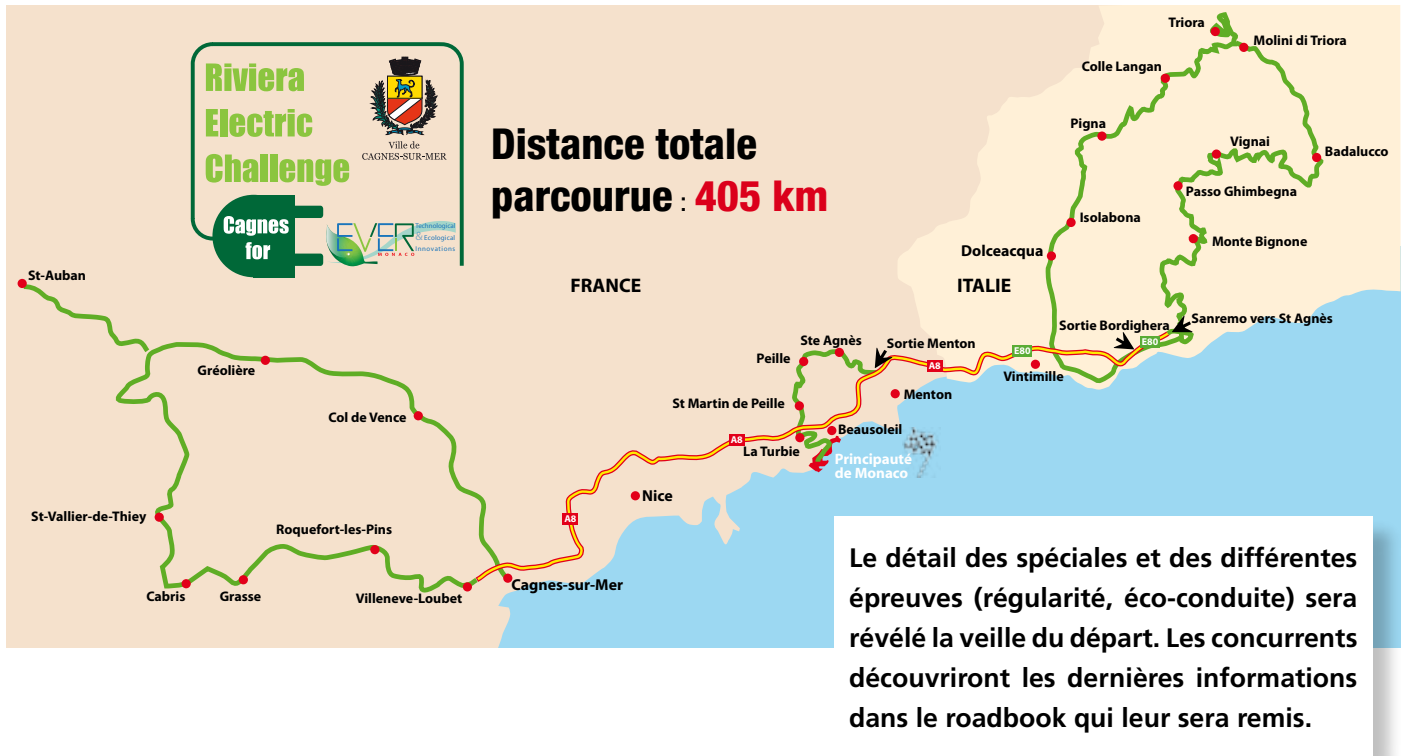 Riviera
Electric
Challenge
Ville de
CAGNES-SUR-MER
Cagnes
for
EVER
MONACO
Technological
& Ecological
Innovations
Distance totale
parcourue : 405 km
FRANCE
ITALIE
Triora
Molini di Triora
Colle Langan
Pigna
Vignai
Badalucco
Passo Ghimbegna
Isolabona
Monte Bignone
Dolceacqua
St-Auban
Sortie Bordighera
Sanremo vers St Agnès
E80
E80
Ste Agnès
Sortie Menton
Peille
A8
Vintimille
Gréolière
Menton
St Martin de Peille
Col de Vence
Beausoleil
A8
La Turbie
Principauté
de Monaco
Nice
A8
St-Vallier-de-Thiey
Roquefort-les-Pins
Cabris
Grasse
Villeneve-Loubet
Cagnes-sur-Mer
Le détail des spéciales et des différentes
épreuves (régularité, éco-conduite) sera
révélé la veille du départ. Les concurrents
découvriront les dernières informations
dans le roadbook qui leur sera remis.